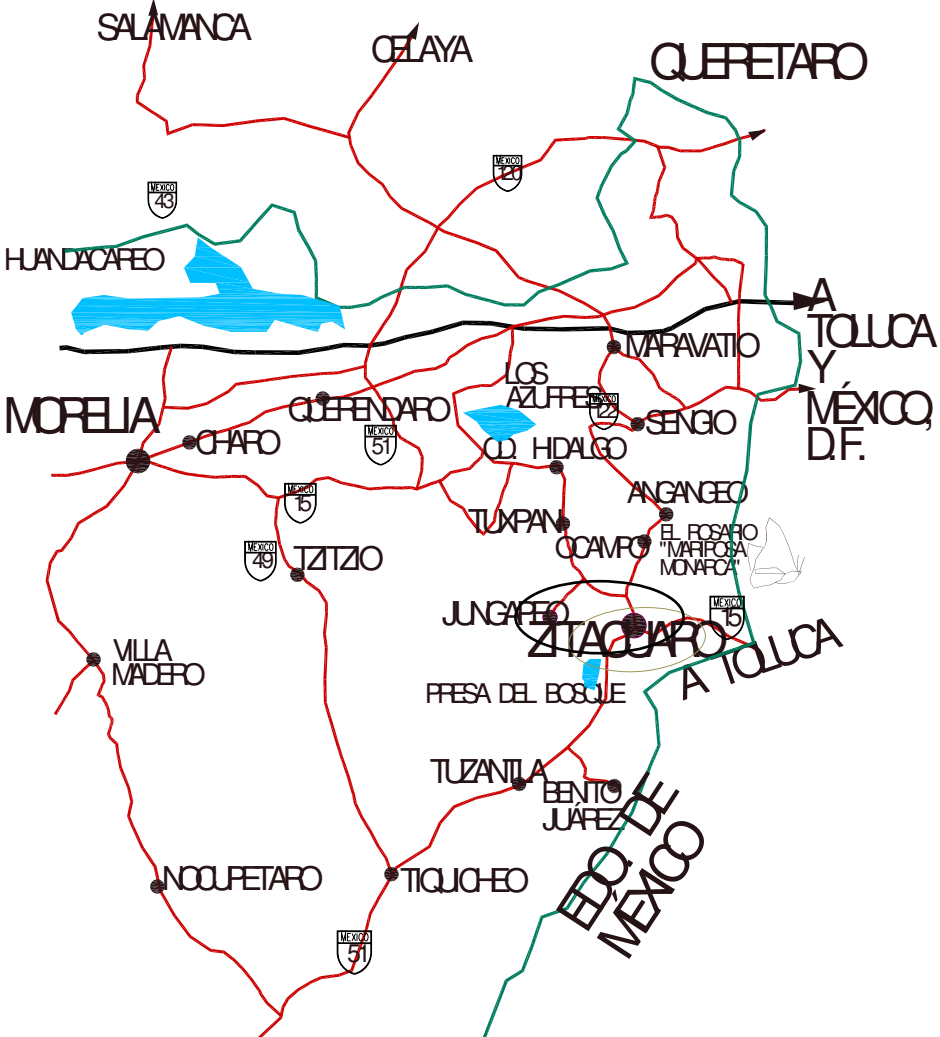 SALAMANCA
CELAYA
QUERETARO
MEXICO
120
MEXICO
43
HUANDACAREO
A
TOLUCA
Y
MÉXICO,
D.F.
MARAVATIO
LOS
AZUFRES
MEXICO
122
MORELIA
QUERENDARO
SENGIO
CHARO
MEXICO
51
CD. HIDALGO
ANGANGEO
MEXICO
15
TUXPAN
OCAMPO
EL ROSARIO
"MARIPOSA
MONARCA"
MEXICO
49
TZITZIO
JUNGAPEO
MEXICO
15
ZITACUARO
A TOLUCA
VILLA
MADERO
PRESA DEL BOSQUE
TUZANTLA
BENITO
JUÁREZ
EDO. DE
MÉXICO
NOCUPETARO
TIQUICHEO
MEXICO
51